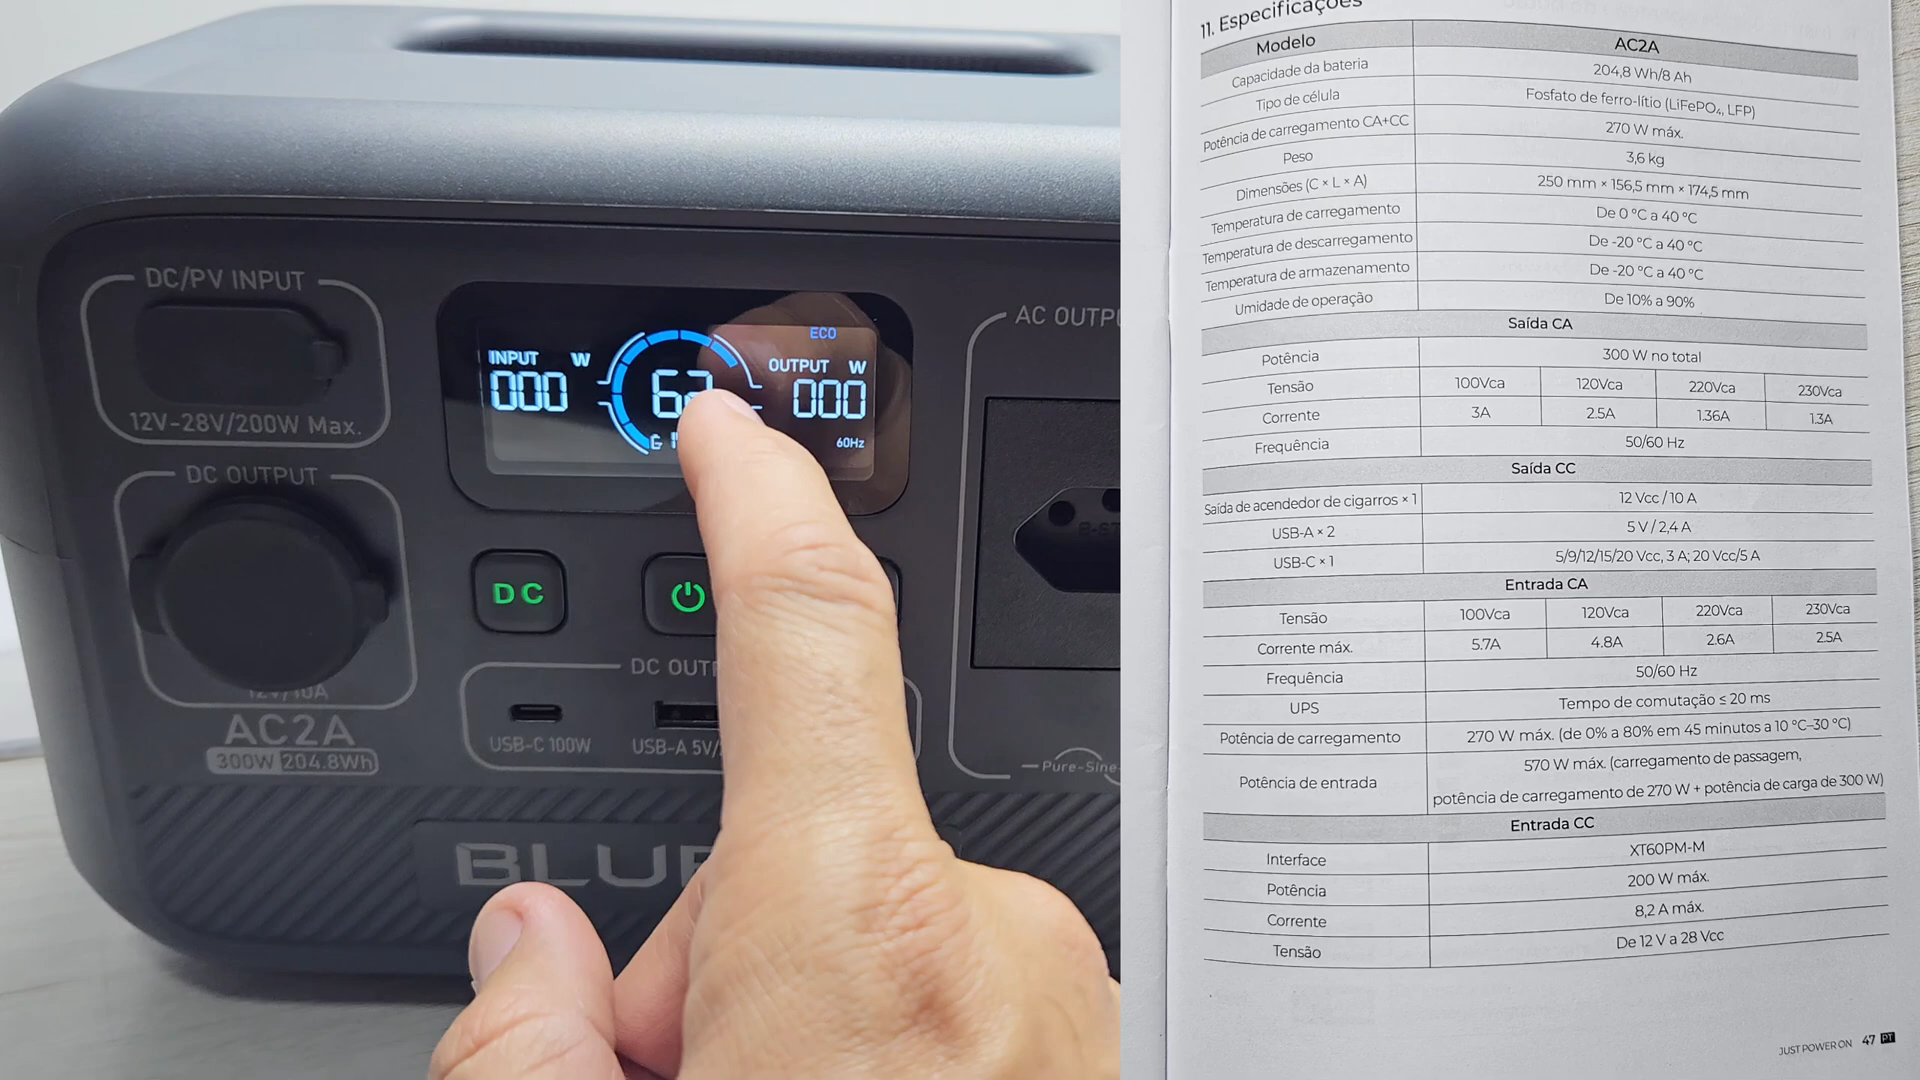 DC/PV INPUT
12V-28V/200W Max.
DC OUTPUT
12V/10A
AC2A
300W 204.8Wh
INPUT W
000
ECO
OUTPUT W
000
60Hz
DC
DC
USB-C 100W
USB-A 5V/
AC
Pure-Sine-
11. Especificações
Modelo AC2A
Capacidade da bateria 204,8 Wh/8 Ah
Tipo de célula Fosfato de ferro-lítio (LiFePO₄, LFP)
Potência de carregamento CA+CC 270 W máx.
Peso 3,6 kg
Dimensões (C × L × A) 250 mm × 156,5 mm × 174,5 mm
Temperatura de carregamento De 0 °C a 40 °C
Temperatura de descarregamento De -20 °C a 40 °C
Temperatura de armazenamento De -20 °C a 40 °C
Umidade de operação De 10% a 90%
Saída CA
Potência 300 W no total
Tensão 100Vca 120Vca 220Vca 230Vca
Corrente 3A 2.5A 1.36A 1.3A
Frequência 50/60 Hz
Saída CC
Saída de acendedor de cigarros × 1 12 Vcc / 10 A
USB-A × 2 5 V / 2,4 A
USB-C × 1 5/9/12/15/20 Vcc, 3 A; 20 Vcc/5 A
Entrada CA
Tensão 100Vca 120Vca 220Vca 230Vca
Corrente máx. 5.7A 4.8A 2.6A 2.5A
Frequência 50/60 Hz
UPS Tempo de comutação ≤ 20 ms
Potência de carregamento 270 W máx. (de 0% a 80% em 45 minutos a 10 °C–30 °C)
Potência de entrada 570 W máx. (carregamento de passagem,
potência de carregamento de 270 W + potência de carga de 300 W)
Entrada CC
Interface XT60PM-M
Potência 200 W máx.
Corrente 8,2 A máx.
Tensão De 12 V a 28 Vcc
JUST POWER ON 47 PT